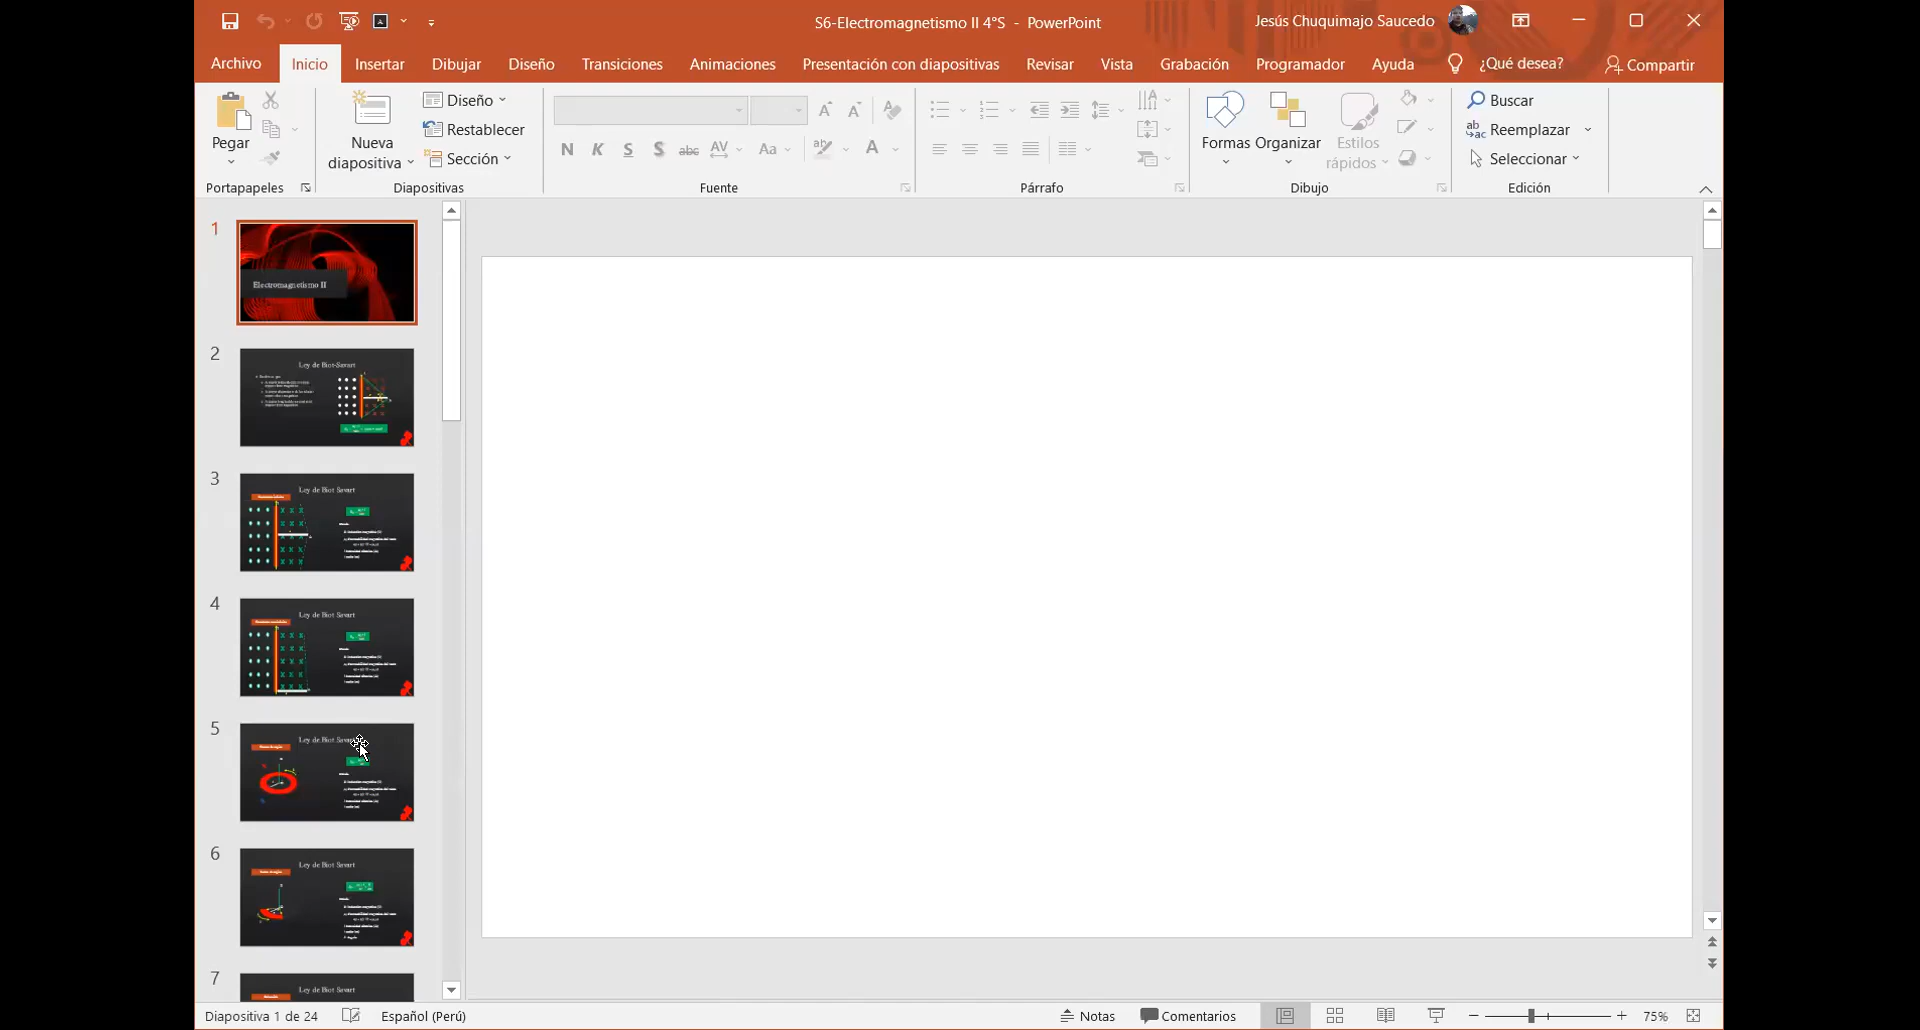 S6-Electromagnetismo II 4°S - PowerPoint
Jesús Chuquimajo Saucedo
Archivo
Inicio
Insertar
Dibujar
Diseño
Transiciones
Animaciones
Presentación con diapositivas
Revisar
Vista
Grabación
Programador
Ayuda
¿Qué desea?
Compartir
Pegar
Portapapeles
Nueva
diapositiva
Diseño
Restablecer
Sección
Diapositivas
N K S S abc AV Aa A
Fuente
Párrafo
Formas
Organizar
Estilos
rápidos
Dibujo
Buscar
Reemplazar
Seleccionar
Edición
1
Electromagnetismo II
2
Ley de Biot-Savart
3
Ley de Biot Savart
4
Ley de Biot Savart
5
Ley de Biot Savart
6
Ley de Biot Savart
7
Ley de Biot Savart
Diapositiva 1 de 24
Español (Perú)
Notas
Comentarios
75%